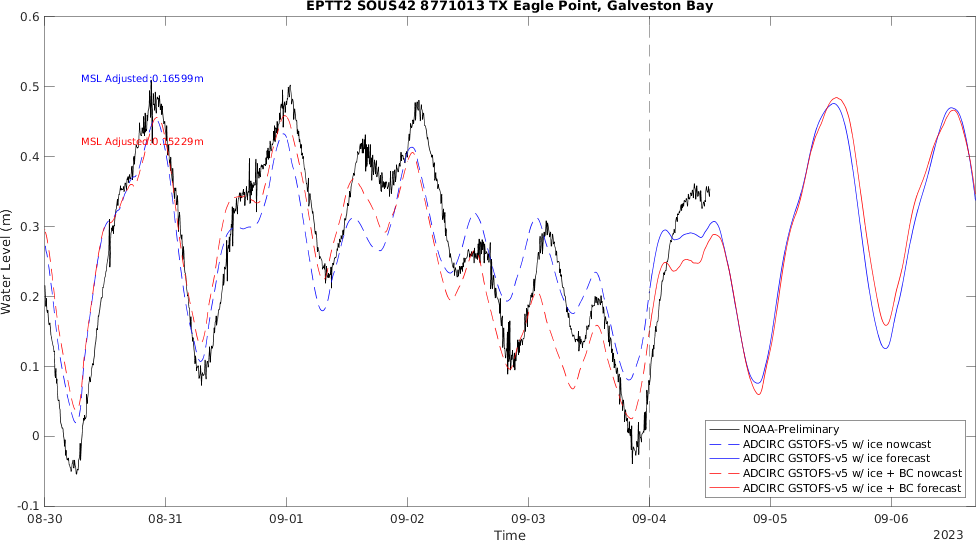 EPTT2 SOUS42 8771013 TX Eagle Point, Galveston Bay
0.6
0.5
0.4
0.3
0.2
0.1
0
-0.1
Water Level (m)
MSL Adjusted:0.16599m
MSL Adjusted:0.05229m
NOAA-Preliminary
ADCIRC GSTOFS-v5 w/ ice nowcast
ADCIRC GSTOFS-v5 w/ ice forecast
ADCIRC GSTOFS-v5 w/ ice + BC nowcast
ADCIRC GSTOFS-v5 w/ ice + BC forecast
08-30 08-31 09-01 09-02 09-03 09-04 09-05 09-06
Time
2023